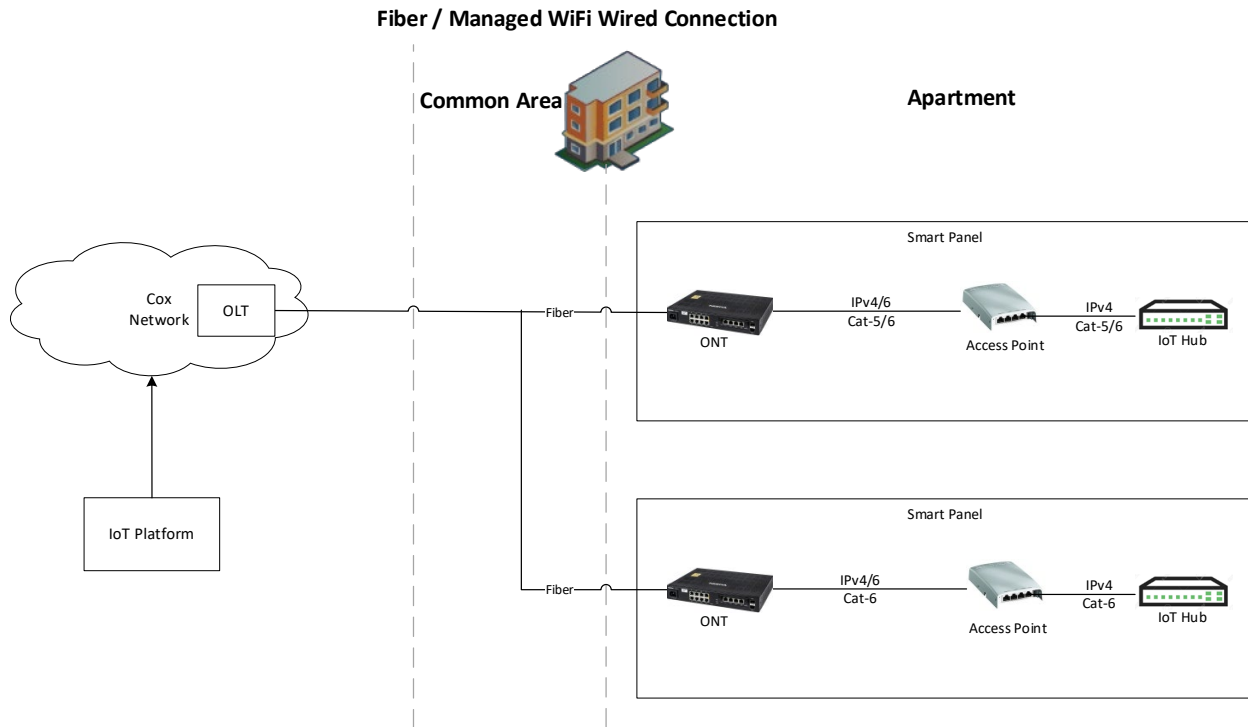 Fiber / Managed WiFi Wired Connection
Common Area
Apartment
Smart Panel
Cox
Network
OLT
Fiber
ONT
IPv4/6
Cat-5/6
Access Point
IPv4
Cat-5/6
IoT Hub
IoT Platform
Smart Panel
Fiber
ONT
IPv4/6
Cat-6
Access Point
IPv4
Cat-6
IoT Hub